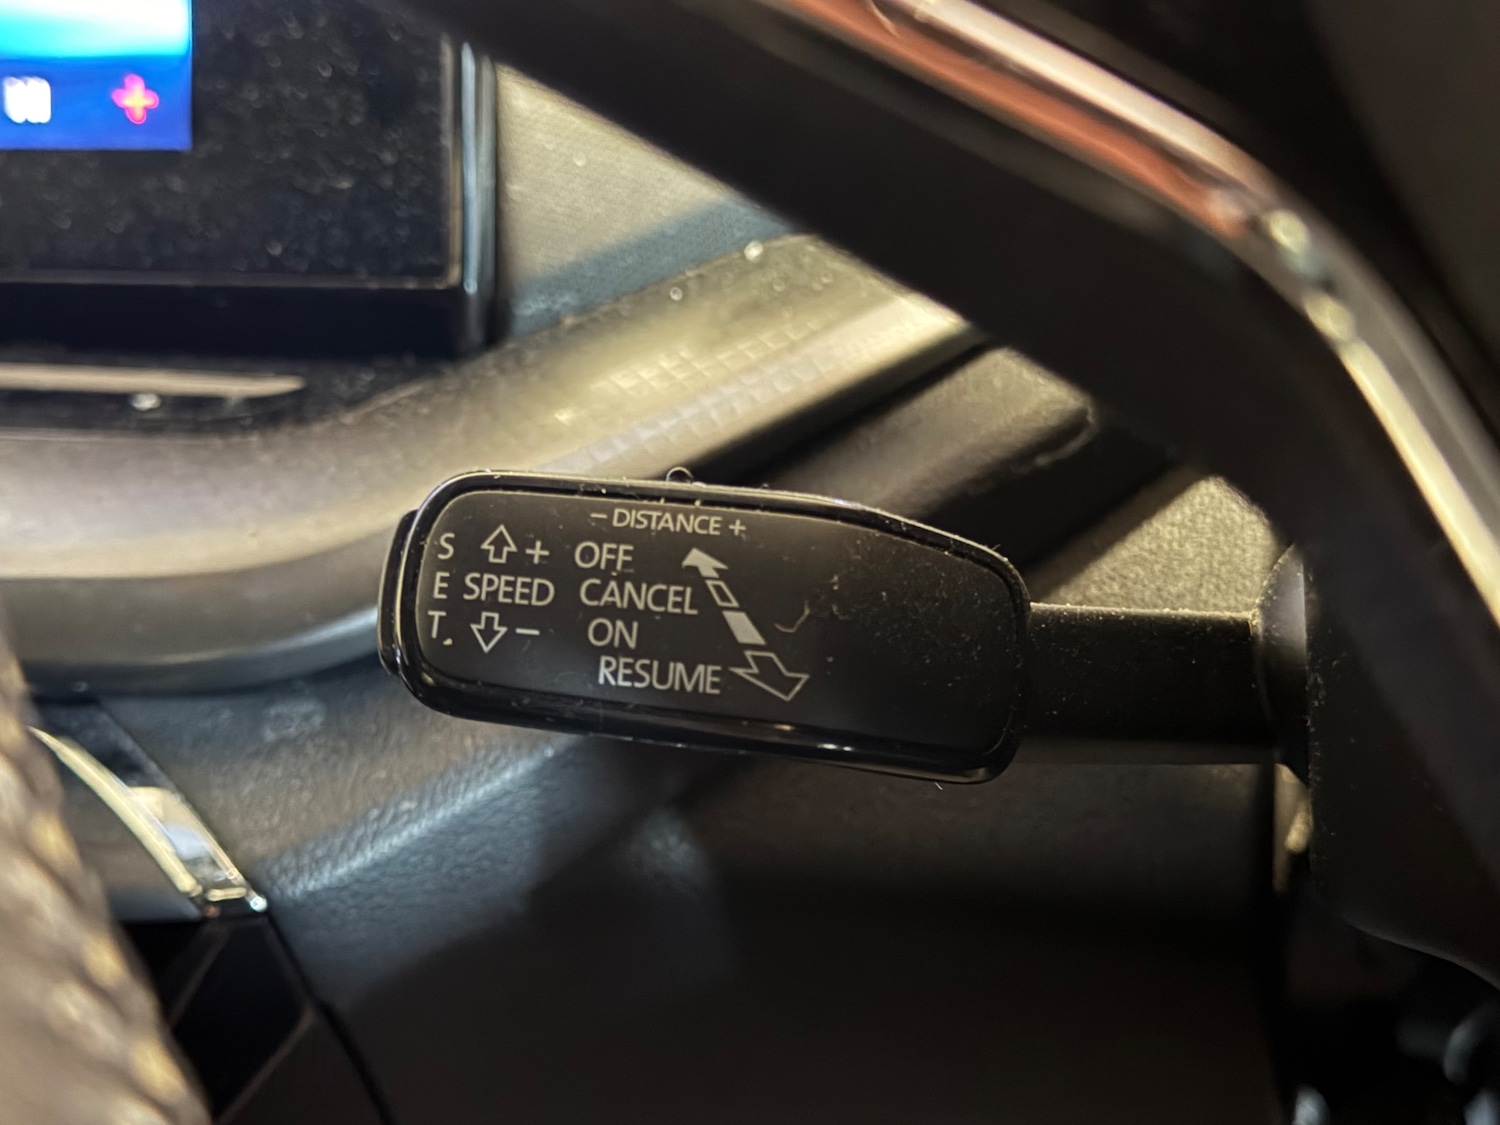 – DISTANCE +
S + OFF
E SPEED CANCEL
T – ON
RESUME
+